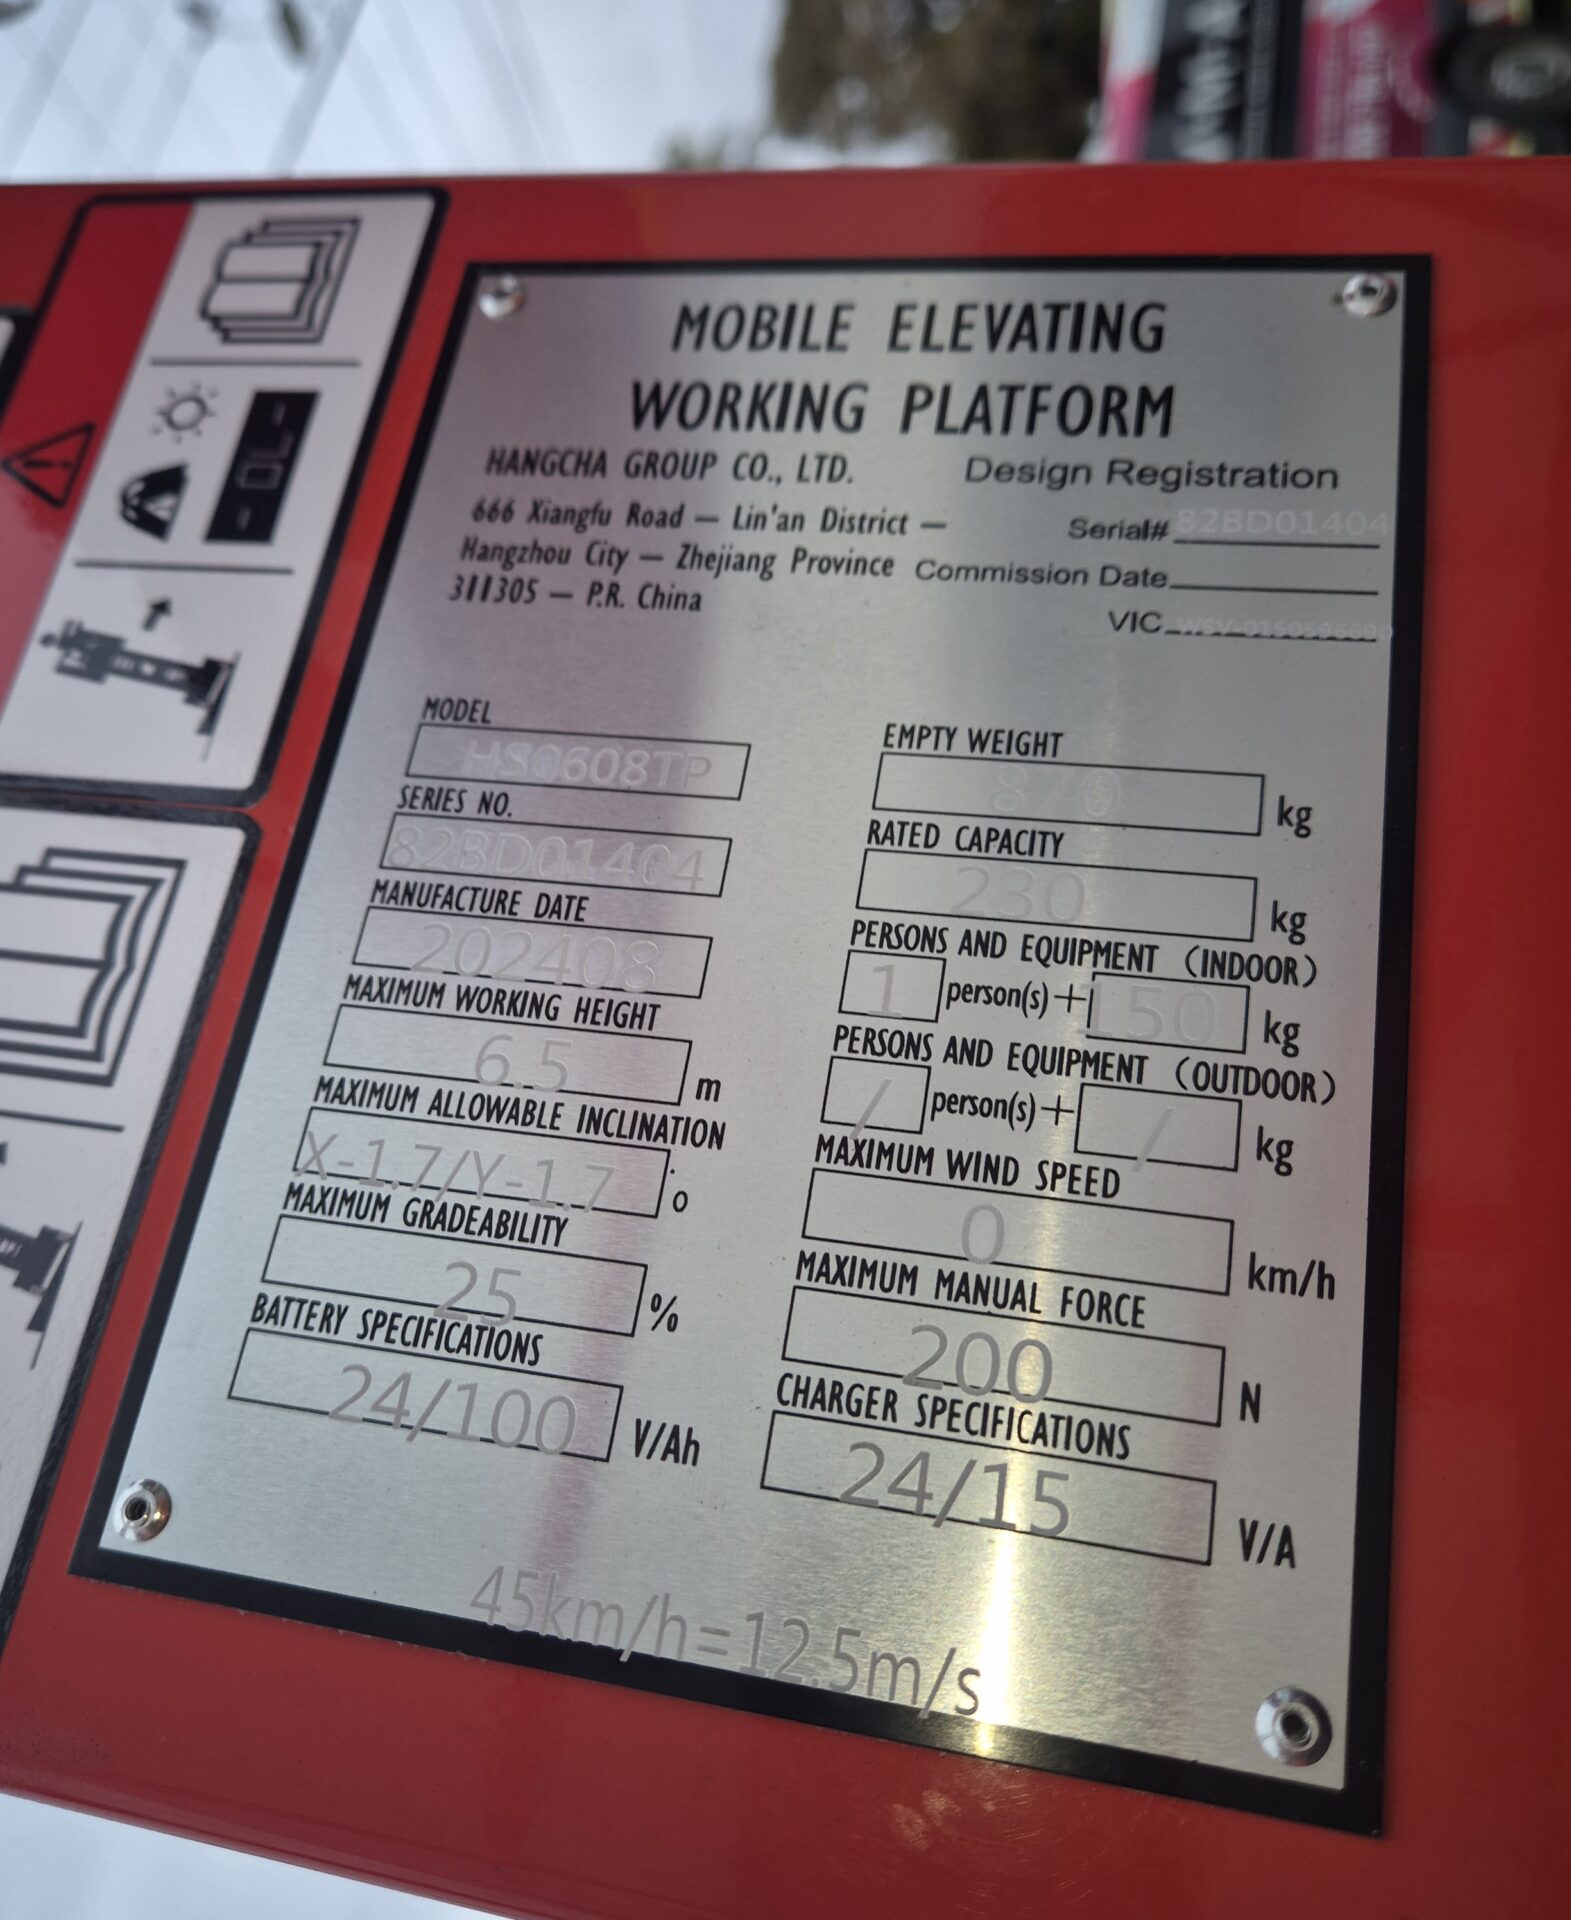 MOBILE ELEVATING
WORKING PLATFORM
HANGCHA GROUP CO., LTD.
Design Registration
666 Xiangfu Road — Lin'an District —
Serial# 82BD01404
Hangzhou City — Zhejiang Province
Commission Date
311305 — P.R. China
VIC
MODEL
HS0608TP
EMPTY WEIGHT
870 kg
SERIES NO.
82BD01404
RATED CAPACITY
230 kg
MANUFACTURE DATE
202408
PERSONS AND EQUIPMENT (INDOOR)
1 person(s) + 150 kg
MAXIMUM WORKING HEIGHT
6.5 m
PERSONS AND EQUIPMENT (OUTDOOR)
/ person(s) + / kg
MAXIMUM ALLOWABLE INCLINATION
X-1.7/Y-1.7 °
MAXIMUM WIND SPEED
0 km/h
MAXIMUM GRADEABILITY
25 %
MAXIMUM MANUAL FORCE
200 N
BATTERY SPECIFICATIONS
24/100 V/Ah
CHARGER SPECIFICATIONS
24/15 V/A
45km/h=12.5m/s